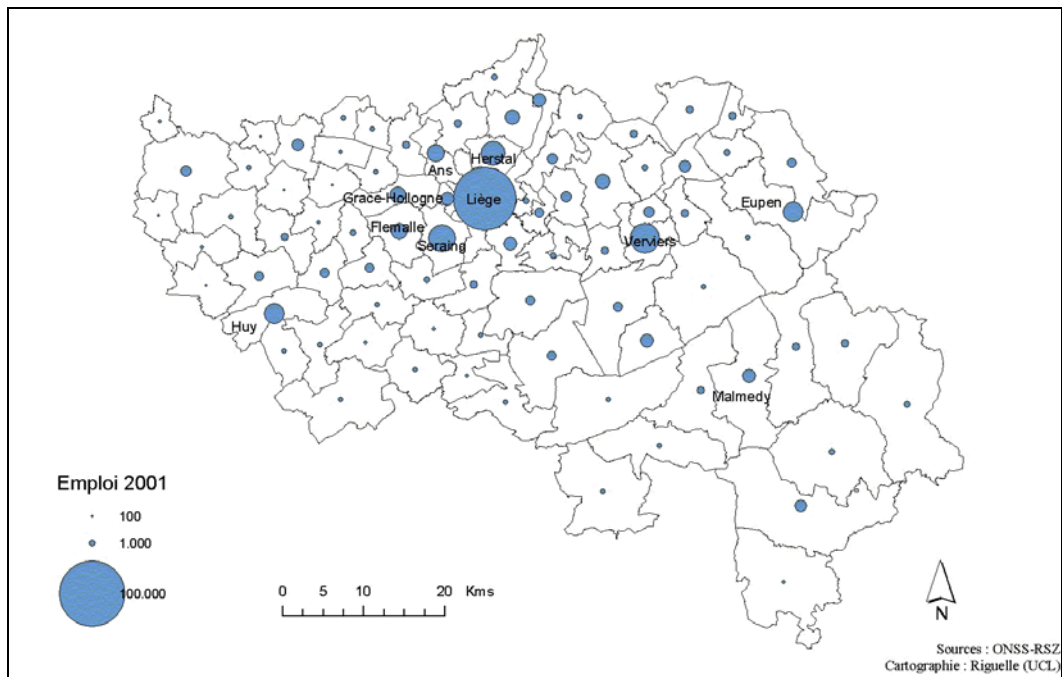 Herstal
Ans
Grace-Hollogne
Liège
Eupen
Flemalle
Seraing
Verviers
Huy
Malmedy
Emploi 2001
100
1.000
100.000
0 5 10 20 Kms
N
Sources : ONSS-RSZ
Cartographie : Riguelle (UCL)